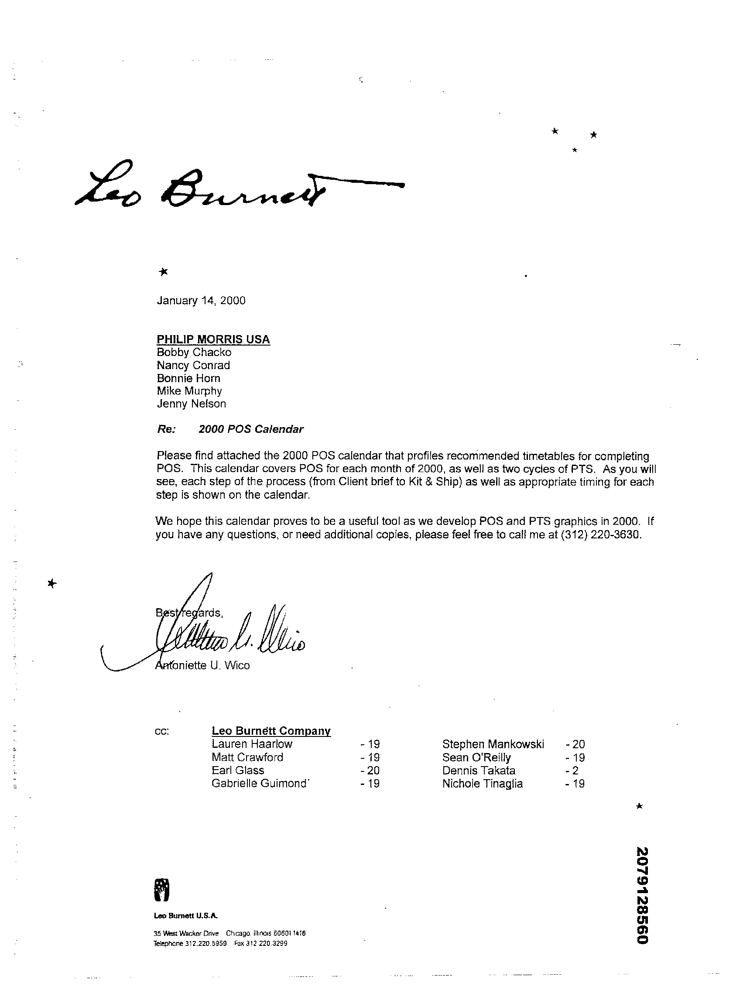 Leo Burnett
January 14, 2000
PHILIP MORRIS USA
Bobby Chacko
Nancy Conrad
Bonnie Horn
Mike Murphy
Jenny Nelson
Re: 2000 POS Calendar
Please find attached the 2000 POS calendar that profiles recommended timetables for completing
POS. This calendar covers POS for each month of 2000, as well as two cycles of PTS. As you will
see, each step of the process (from Client brief to Kit & Ship) as well as appropriate timing for each
step is shown on the calendar.
We hope this calendar proves to be a useful tool as we develop POS and PTS graphics in 2000. If
you have any questions, or need additional copies, please feel free to call me at (312) 220-3630.
Best regards,
Antoniette U. Wico
cc: Leo Burnett Company
Lauren Haarlow - 19 Stephen Mankowski - 20
Matt Crawford - 19 Sean O'Reilly - 19
Earl Glass - 20 Dennis Takata - 2
Gabrielle Guimond - 19 Nichole Tinaglia - 19
2079128560
Leo Burnett U.S.A.
35 West Wacker Drive Chicago Illinois 60601 1416
Telephone 312.220.5959 Fax 312 220.3299